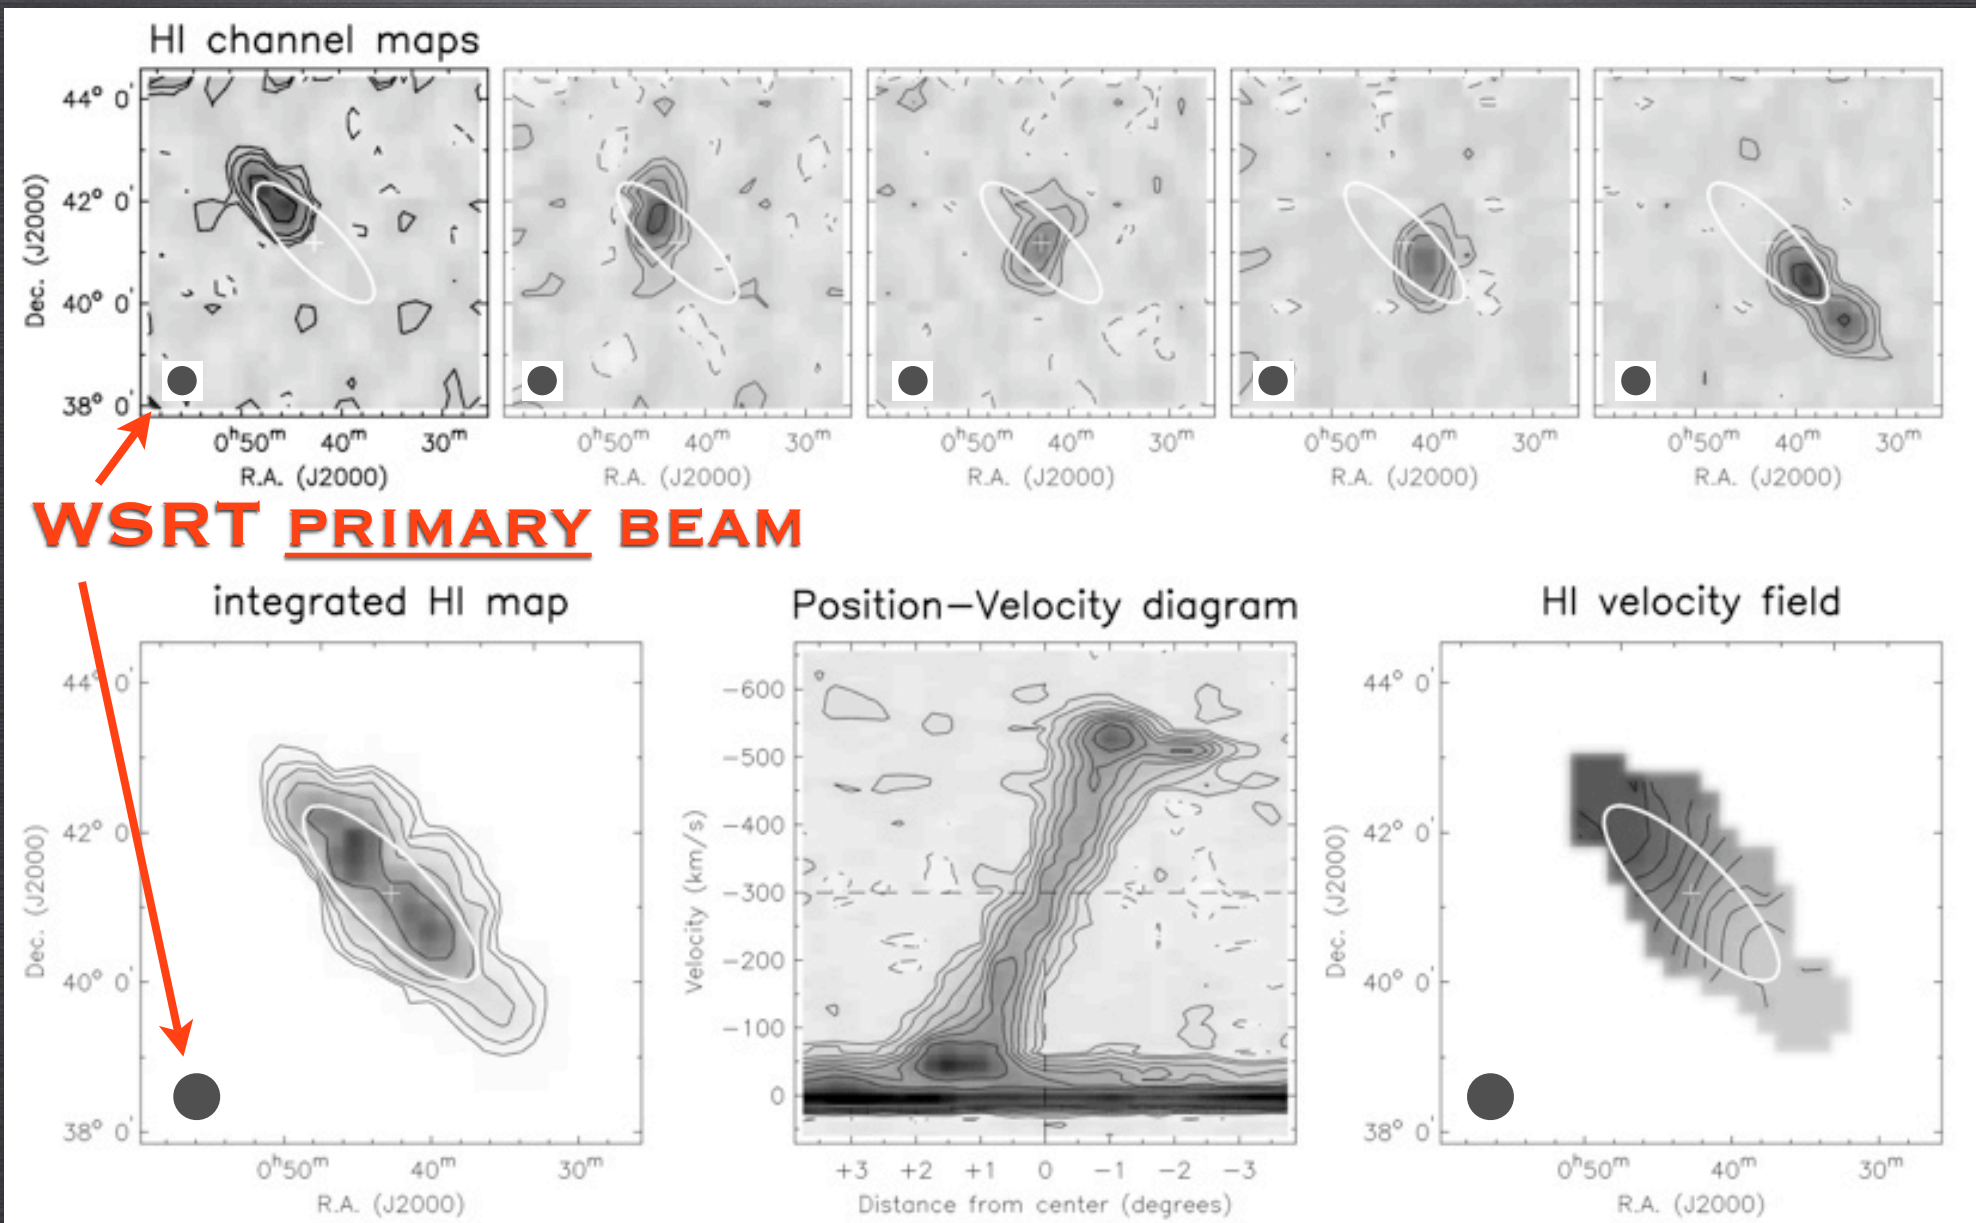 HI channel maps
44° 0'
42° 0'
40° 0'
38° 0'
Dec. (J2000)
0h50m 40m 30m
0h50m 40m 30m
0h50m 40m 30m
0h50m 40m 30m
0h50m 40m 30m
R.A. (J2000)
R.A. (J2000)
R.A. (J2000)
R.A. (J2000)
R.A. (J2000)
WSRT PRIMARY BEAM
integrated HI map
44° 0'
42° 0'
40° 0'
38° 0'
Dec. (J2000)
0h50m 40m 30m
R.A. (J2000)
Position-Velocity diagram
-600
-500
-400
-300
-200
-100
0
Velocity (km/s)
+3 +2 +1 0 -1 -2 -3
Distance from center (degrees)
HI velocity field
44° 0'
42° 0'
40° 0'
38° 0'
Dec. (J2000)
0h50m 40m 30m
R.A. (J2000)